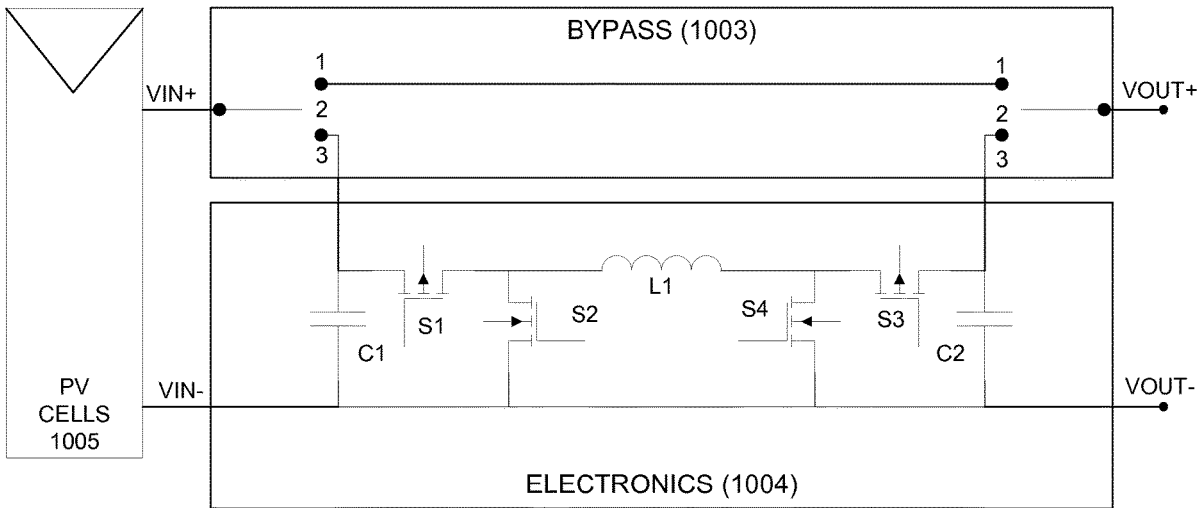 BYPASS (1003)
1
1
VIN+
2
2
VOUT+
3
3
L1
S1
S2
S4
S3
C1
C2
PV
CELLS
1005
VIN-
VOUT-
ELECTRONICS (1004)